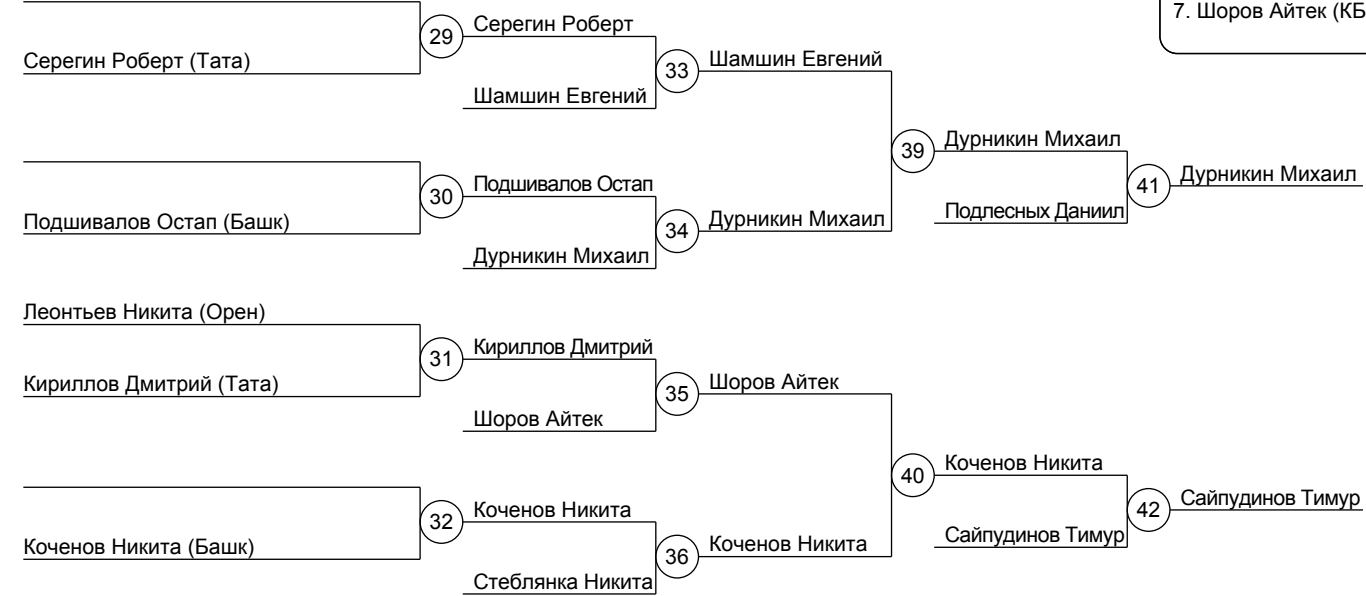 7. Шоров Айтек (КБ
29
Серегин Роберт
Серегин Роберт (Тата)
33
Шамшин Евгений
Шамшин Евгений
39
Дурникин Михаил
30
Подшивалов Остап
41
Дурникин Михаил
Подшивалов Остап (Башк)
34
Дурникин Михаил
Подлесных Даниил
Дурникин Михаил
Леонтьев Никита (Орен)
31
Кириллов Дмитрий
Кириллов Дмитрий (Тата)
35
Шоров Айтек
Шоров Айтек
40
Коченов Никита
32
Коченов Никита
42
Сайпудинов Тимур
Коченов Никита (Башк)
36
Коченов Никита
Сайпудинов Тимур
Стеблянка Никита